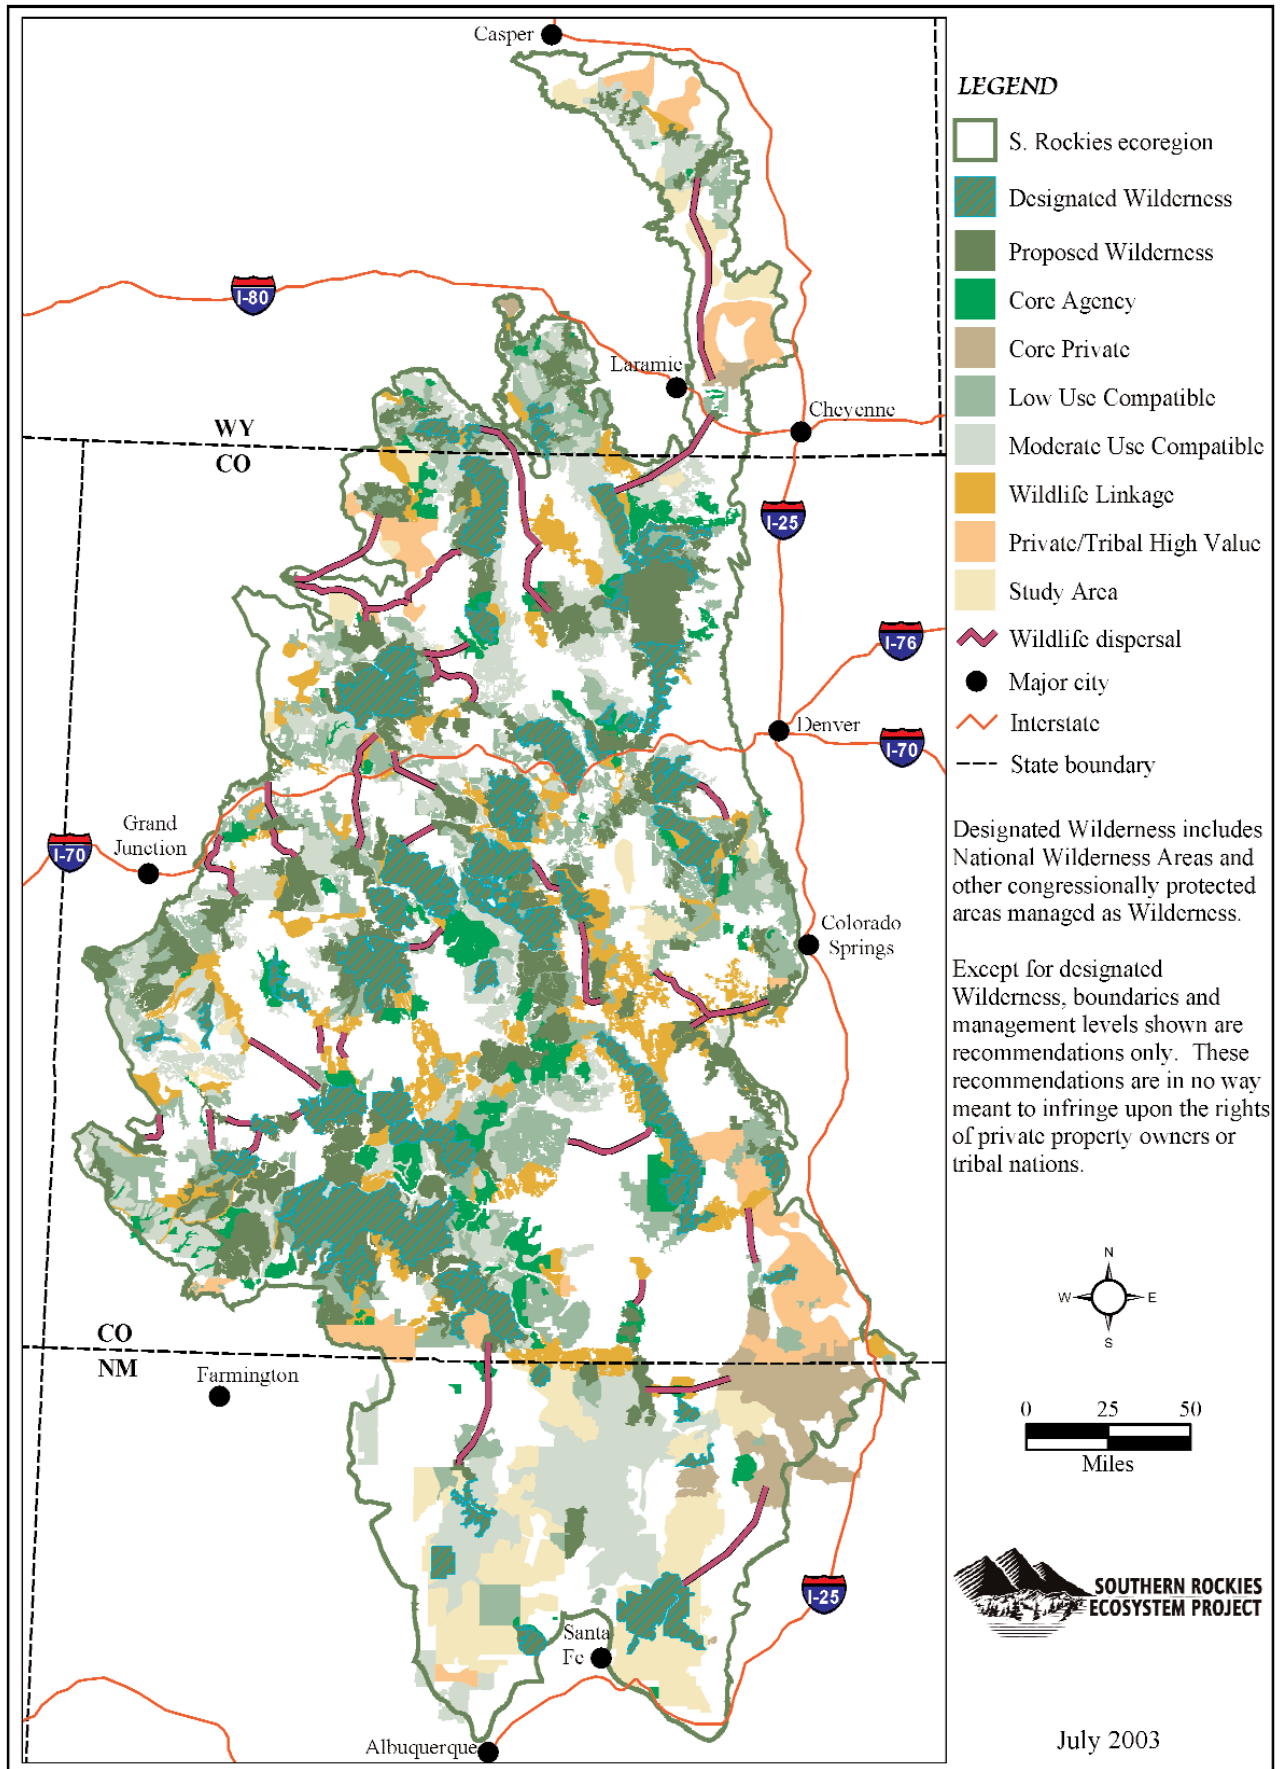 Casper
I-80
Laramie
Cheyenne
WY
CO
I-25
I-76
Denver
I-70
Grand
Junction
I-70
Colorado
Springs
CO
NM
Farmington
I-25
Santa
Fe
Albuquerque
LEGEND
S. Rockies ecoregion
Designated Wilderness
Proposed Wilderness
Core Agency
Core Private
Low Use Compatible
Moderate Use Compatible
Wildlife Linkage
Private/Tribal High Value
Study Area
Wildlife dispersal
Major city
Interstate
State boundary
Designated Wilderness includes
National Wilderness Areas and
other congressionally protected
areas managed as Wilderness.
Except for designated
Wilderness, boundaries and
management levels shown are
recommendations only. These
recommendations are in no way
meant to infringe upon the rights
of private property owners or
tribal nations.
N
W E
S
0 25 50
Miles
SOUTHERN ROCKIES
ECOSYSTEM PROJECT
July 2003